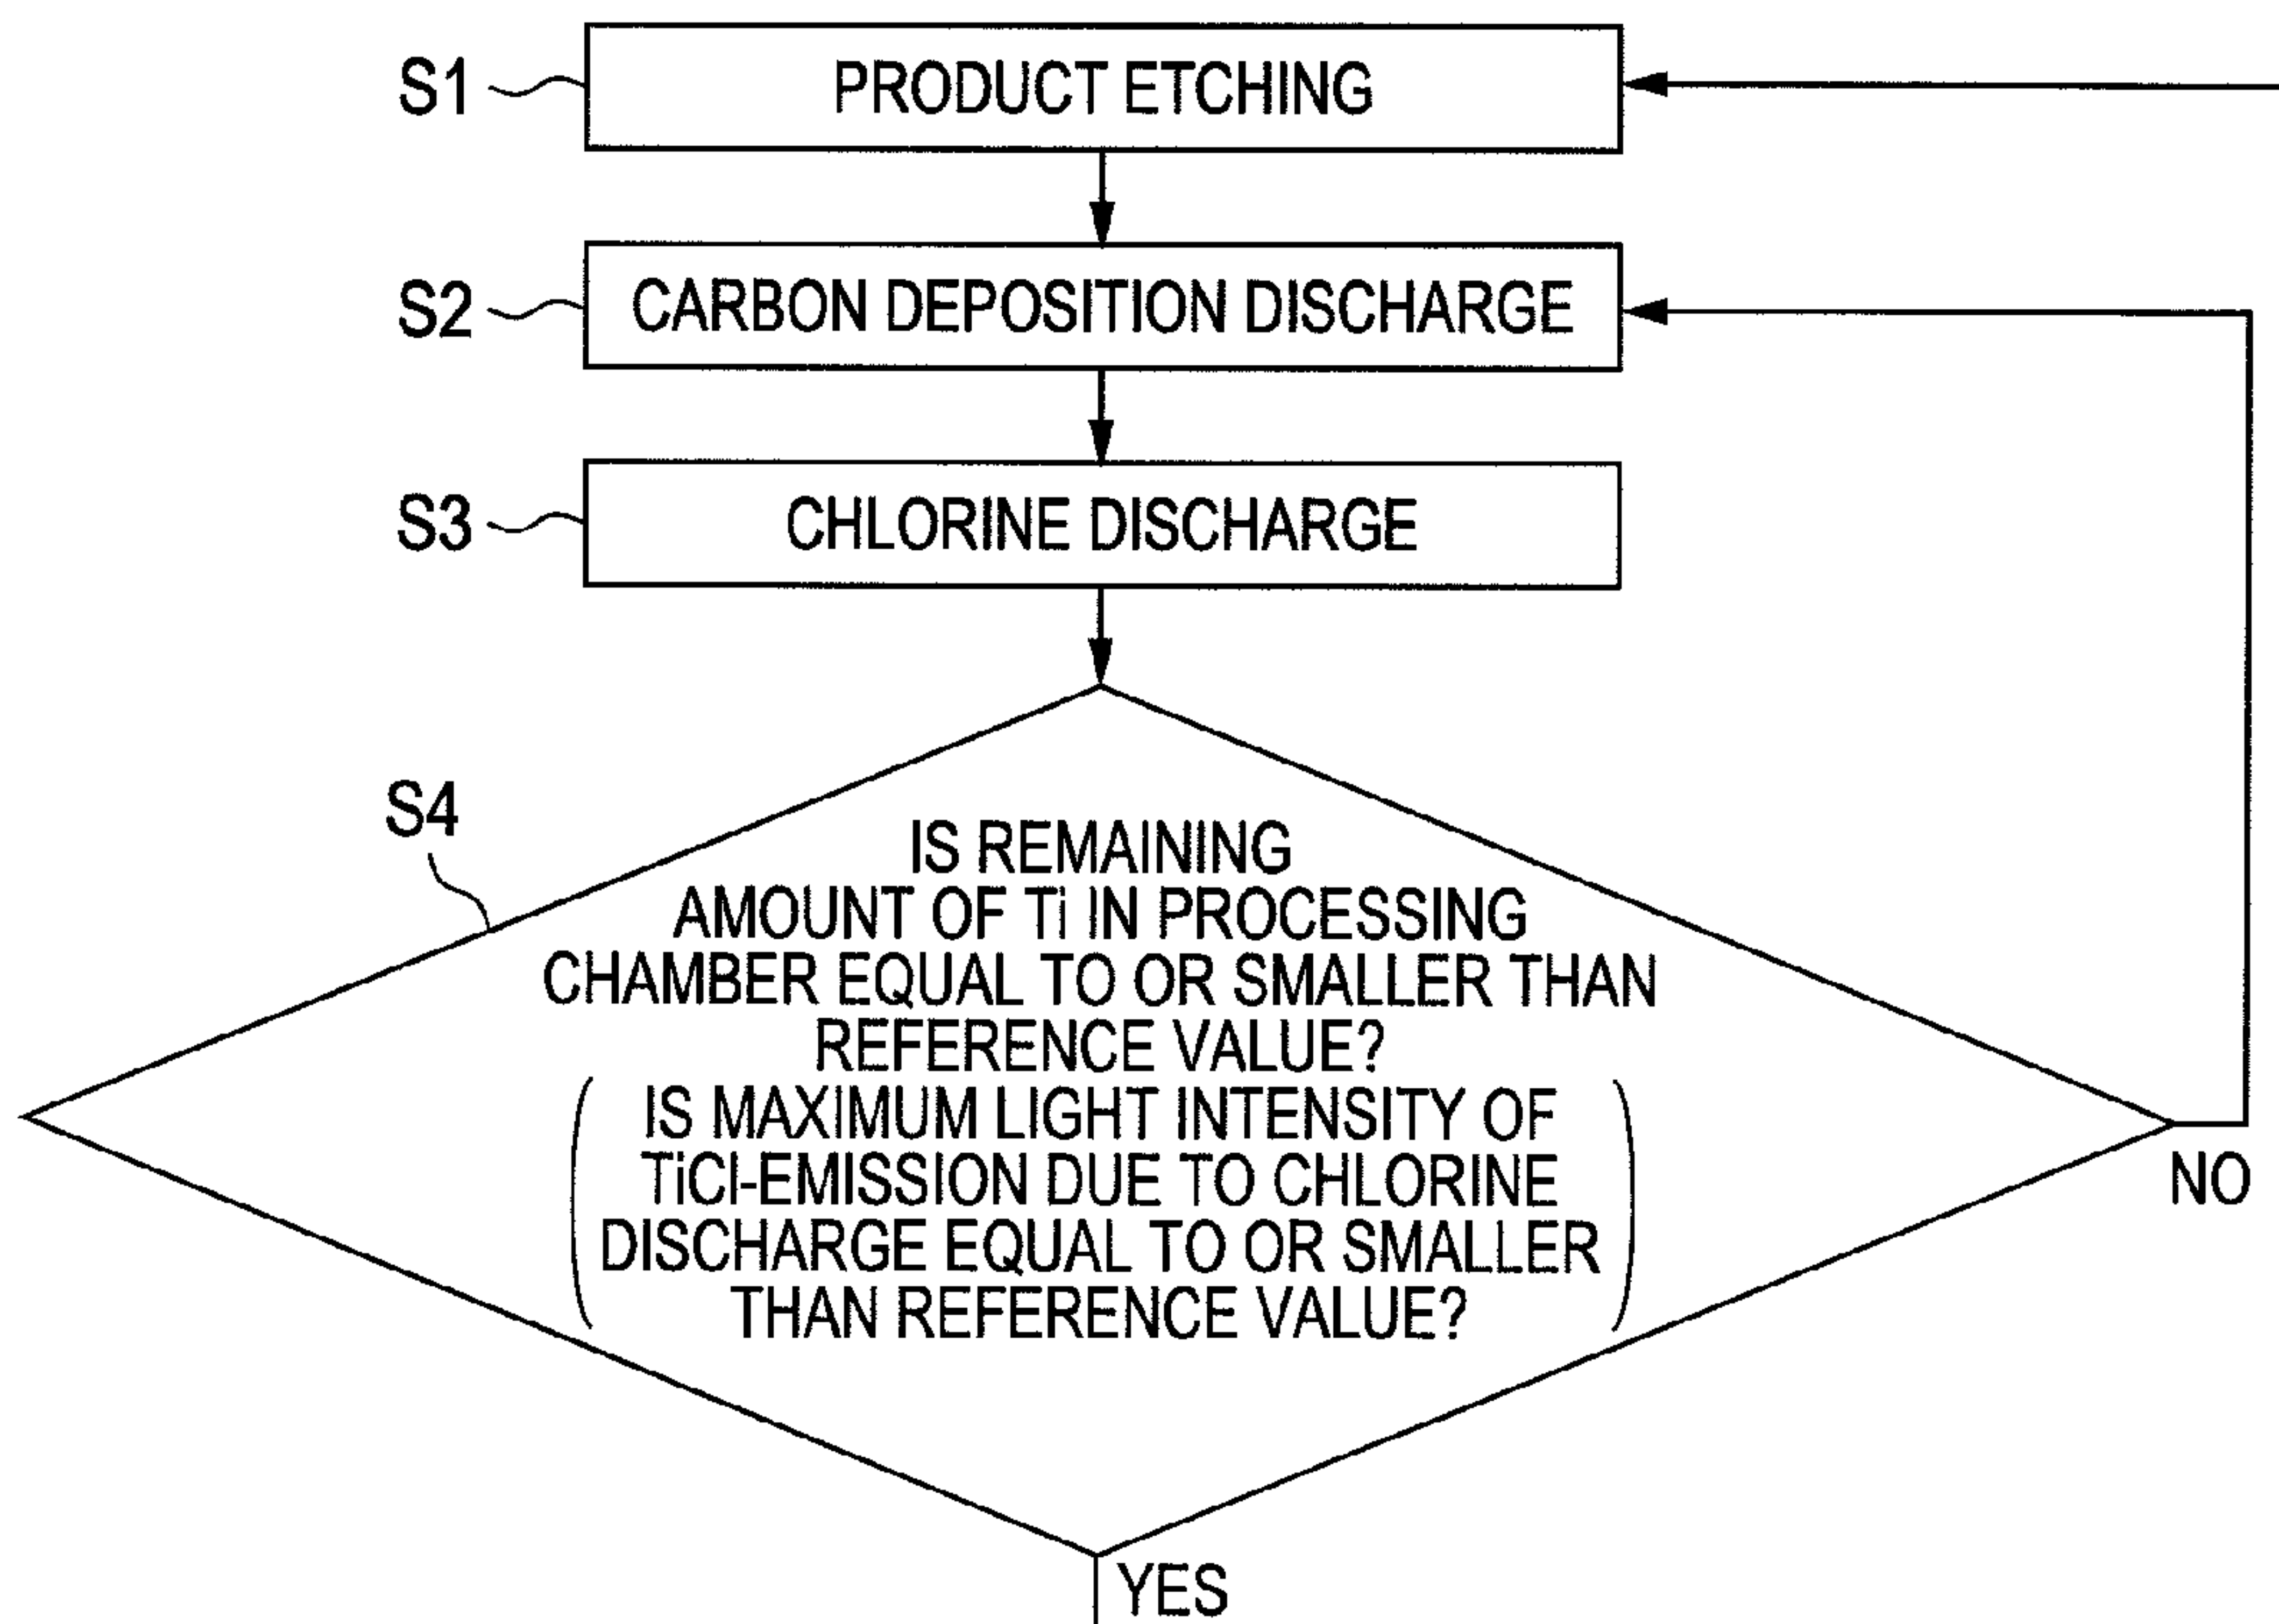 S1
PRODUCT ETCHING
S2
CARBON DEPOSITION DISCHARGE
S3
CHLORINE DISCHARGE
S4
IS REMAINING
AMOUNT OF Ti IN PROCESSING
CHAMBER EQUAL TO OR SMALLER THAN
REFERENCE VALUE?
(IS MAXIMUM LIGHT INTENSITY OF
TiCl-EMISSION DUE TO CHLORINE
DISCHARGE EQUAL TO OR SMALLER
THAN REFERENCE VALUE?)
NO
YES